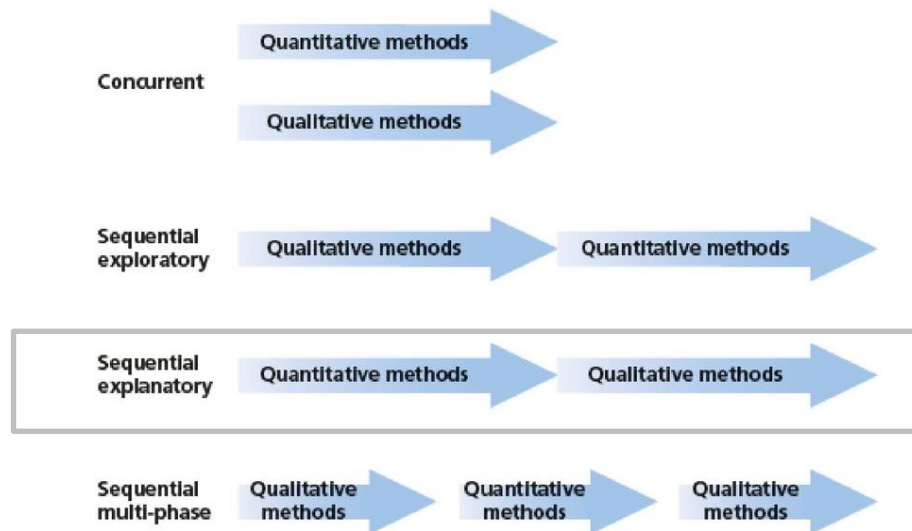 Quantitative methods
Concurrent
Qualitative methods
Sequential
exploratory
Qualitative methods
Quantitative methods
Sequential
explanatory
Quantitative methods
Qualitative methods
Sequential
multi-phase
Qualitative
methods
Quantitative
methods
Qualitative
methods